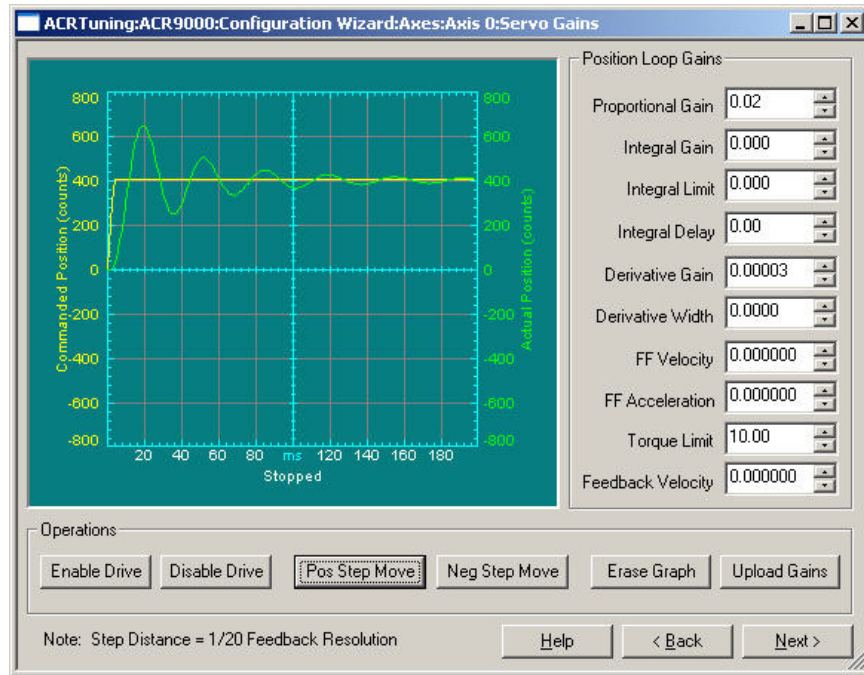 ACRTuning:ACR9000:Configuration Wizard:Axes:Axis 0:Servo Gains
Commanded Position (counts)
800
600
400
200
0
-200
-400
-600
-800
800
600
400
200
0
-200
-400
-600
-800
Actual Position (counts)
20 40 60 80 ms 120 140 160 180
Stopped
Position Loop Gains
Proportional Gain 0.02
Integral Gain 0.000
Integral Limit 0.000
Integral Delay 0.00
Derivative Gain 0.00003
Derivative Width 0.0000
FF Velocity 0.000000
FF Acceleration 0.000000
Torque Limit 10.00
Feedback Velocity 0.000000
Operations
Enable Drive Disable Drive Pos Step Move Neg Step Move Erase Graph Upload Gains
Note: Step Distance = 1/20 Feedback Resolution
Help < Back Next >